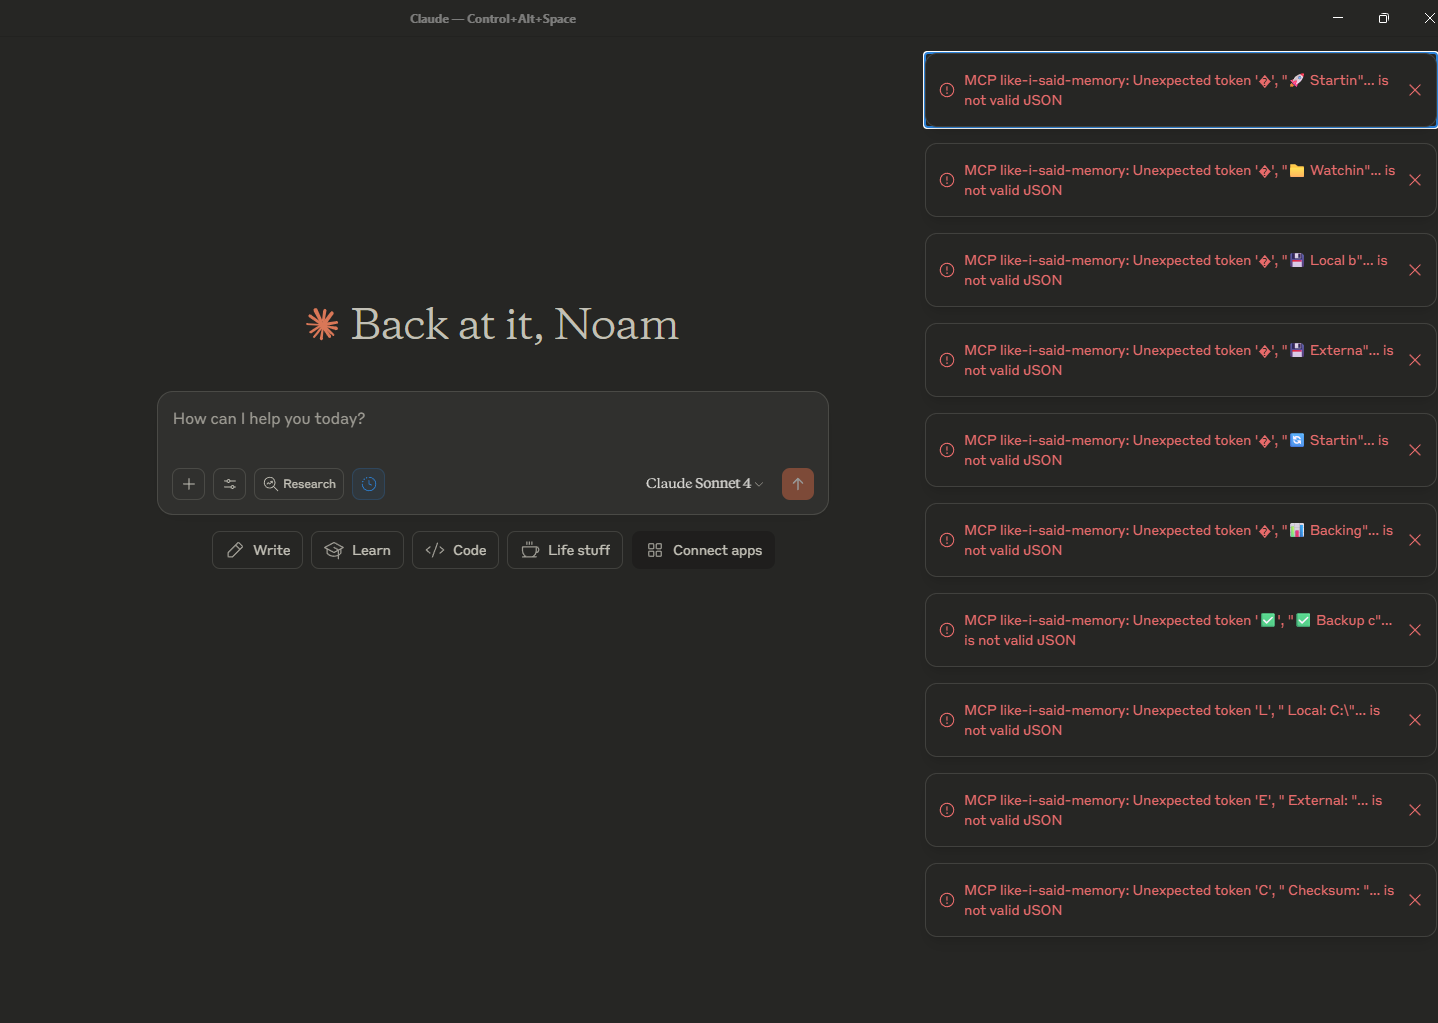 Claude — Control+Alt+Space
Back at it, Noam
How can I help you today?
Research
Claude Sonnet 4
Write
Learn
Code
Life stuff
Connect apps
MCP like-i-said-memory: Unexpected token '�', "🚀 Startin"... is
not valid JSON
MCP like-i-said-memory: Unexpected token '�', "📁 Watchin"... is
not valid JSON
MCP like-i-said-memory: Unexpected token '�', "💾 Local b"... is
not valid JSON
MCP like-i-said-memory: Unexpected token '�', "💾 Externa"... is
not valid JSON
MCP like-i-said-memory: Unexpected token '�', "🔄 Startin"... is
not valid JSON
MCP like-i-said-memory: Unexpected token '�', "📊 Backing"... is
not valid JSON
MCP like-i-said-memory: Unexpected token '✅', "✅ Backup c"...
is not valid JSON
MCP like-i-said-memory: Unexpected token 'L', " Local: C:\"... is
not valid JSON
MCP like-i-said-memory: Unexpected token 'E', " External: "... is
not valid JSON
MCP like-i-said-memory: Unexpected token 'C', " Checksum: "... is
not valid JSON